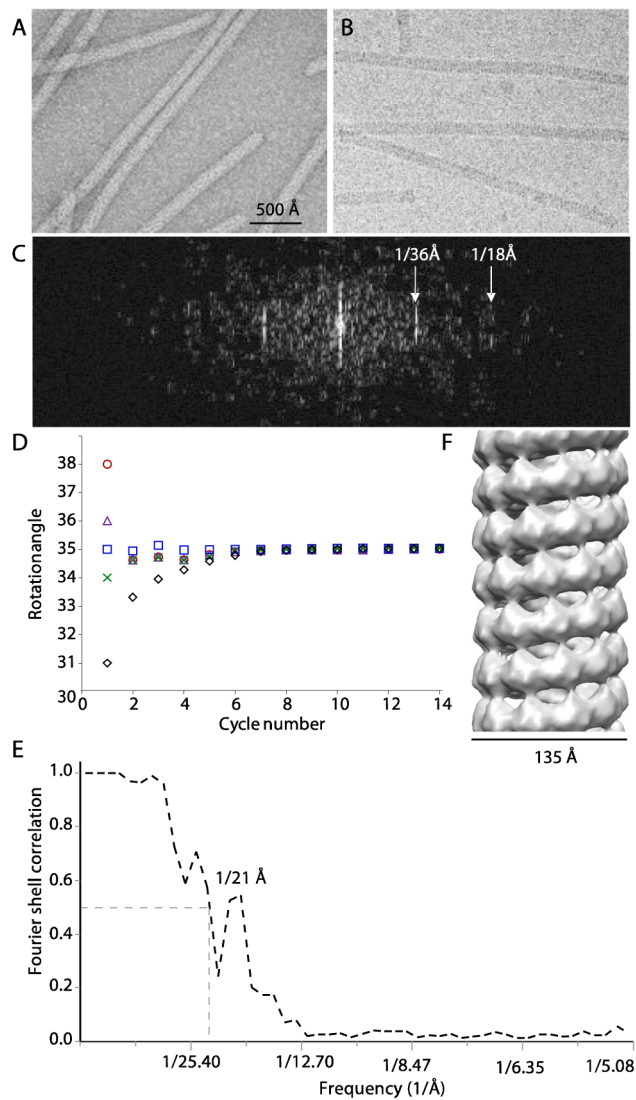 A
B
500 Å
C
1/36Å
1/18Å
D
F
38
37
36
35
34
33
32
31
30
Rotationangle
0
2
4
6
8
10
12
14
Cycle number
135 Å
E
1.0
0.8
0.6
0.4
0.2
0.0
Fourier shell correlation
1/21 Å
1/25.40
1/12.70
1/8.47
1/6.35
1/5.08
Frequency (1/Å)